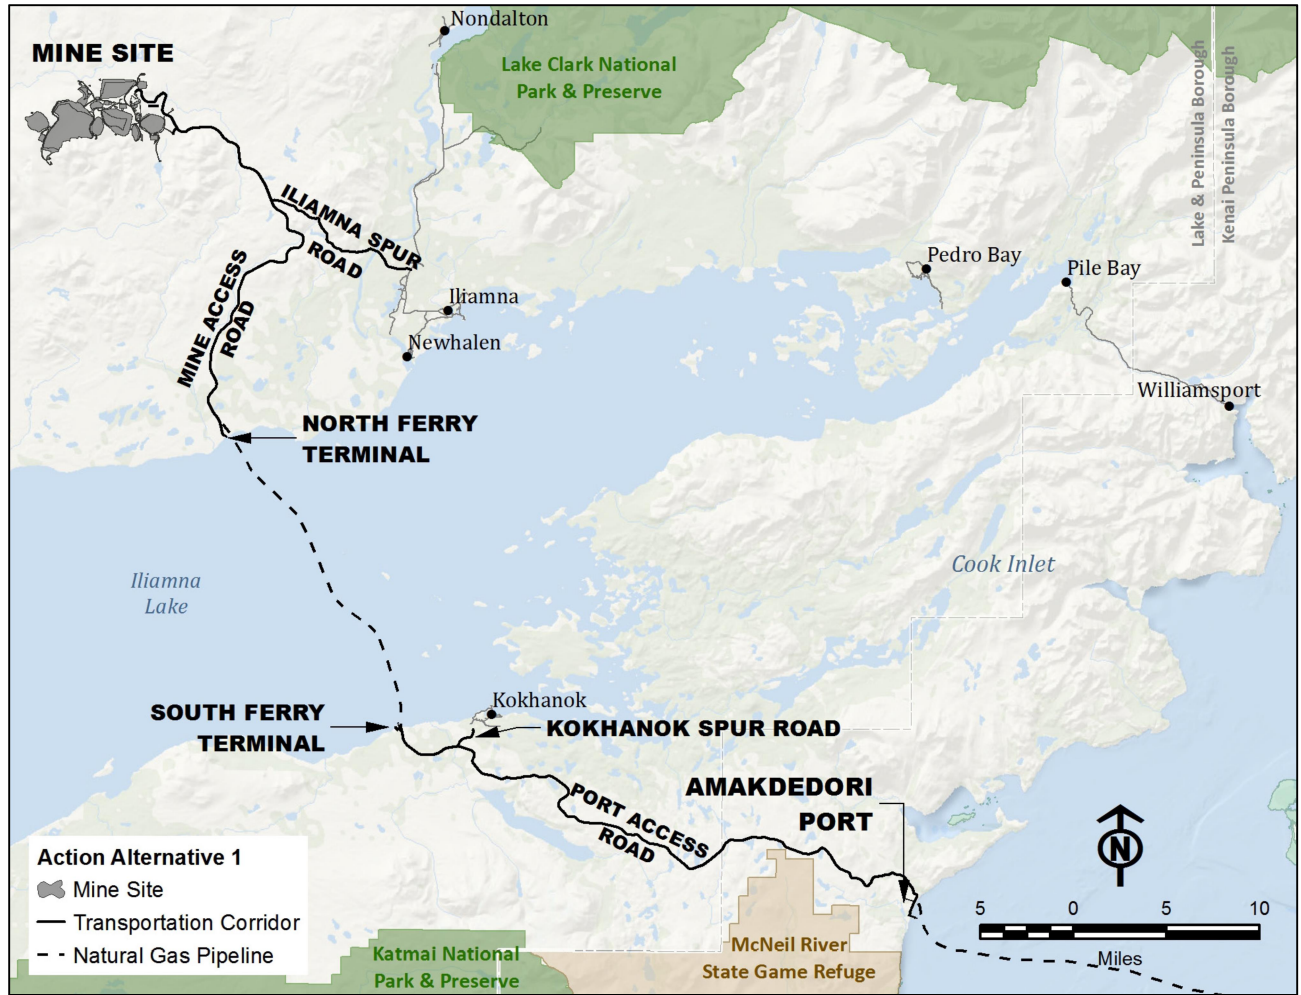 Nondalton
MINE SITE
Lake Clark National
Park & Preserve
Lake & Peninsula Borough
Kenai Peninsula Borough
ILIAMNA SPUR
ROAD
Pedro Bay
Pile Bay
MINE ACCESS
ROAD
Iliamna
Newhalen
Williamsport
NORTH FERRY
TERMINAL
Cook Inlet
Iliamna
Lake
Kokhanok
SOUTH FERRY
TERMINAL
KOKHANOK SPUR ROAD
AMAKDEDORI
PORT
PORT ACCESS
ROAD
N
Action Alternative 1
Mine Site
Transportation Corridor
Natural Gas Pipeline
5 0 5 10
Miles
McNeil River
State Game Refuge
Katmai National
Park & Preserve